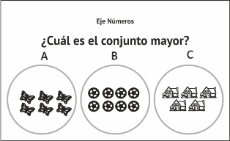 Eje Números
¿Cuál es el conjunto mayor?
A B C